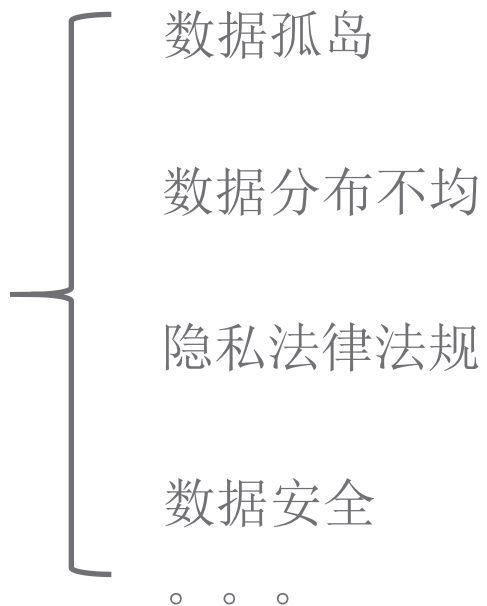 数据孤岛
数据分布不均
隐私法律法规
数据安全
。。。